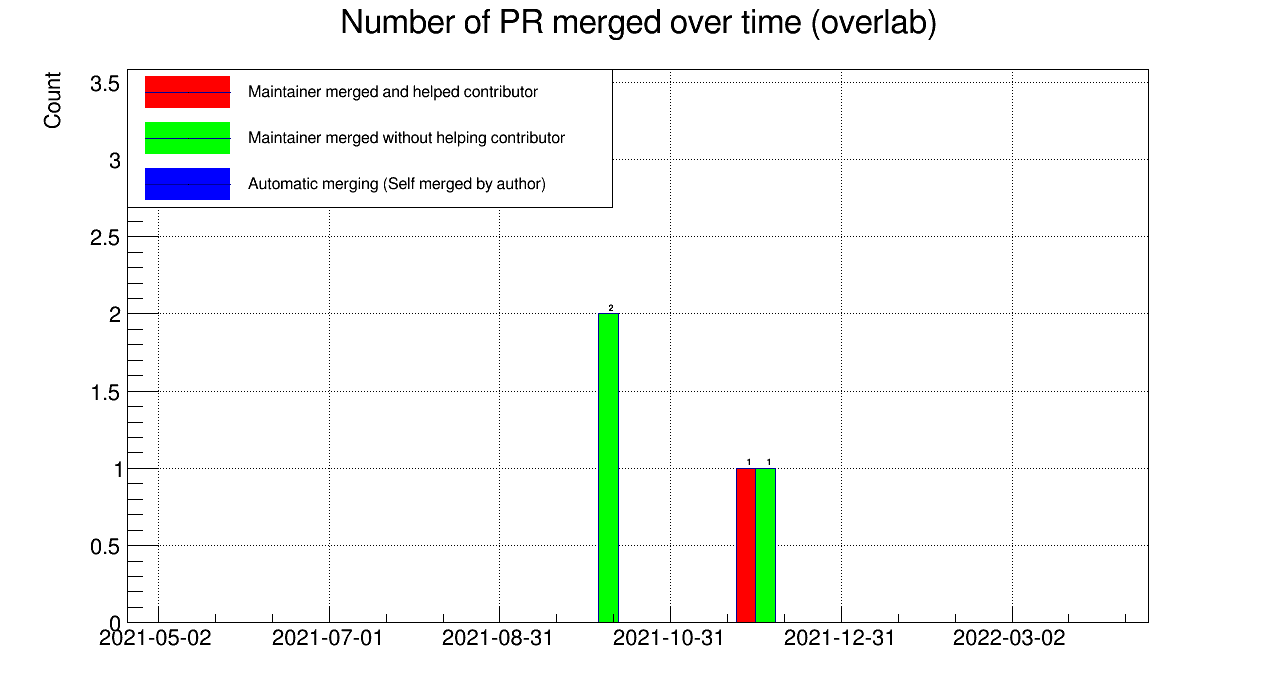 Number of PR merged over time (overlab)
Count
Maintainer merged and helped contributor
Maintainer merged without helping contributor
Automatic merging (Self merged by author)
3.5
3
2.5
2
1.5
1
0.5
0
2
1 1
2021-05-02 2021-07-01 2021-08-31 2021-10-31 2021-12-31 2022-03-02